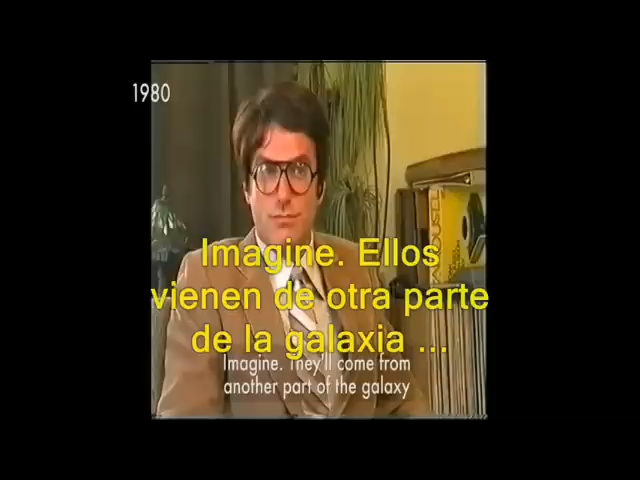 1980
Imagine. Ellos
vienen de otra parte
de la galaxia ...
Imagine. They'll come from
another part of the galaxy